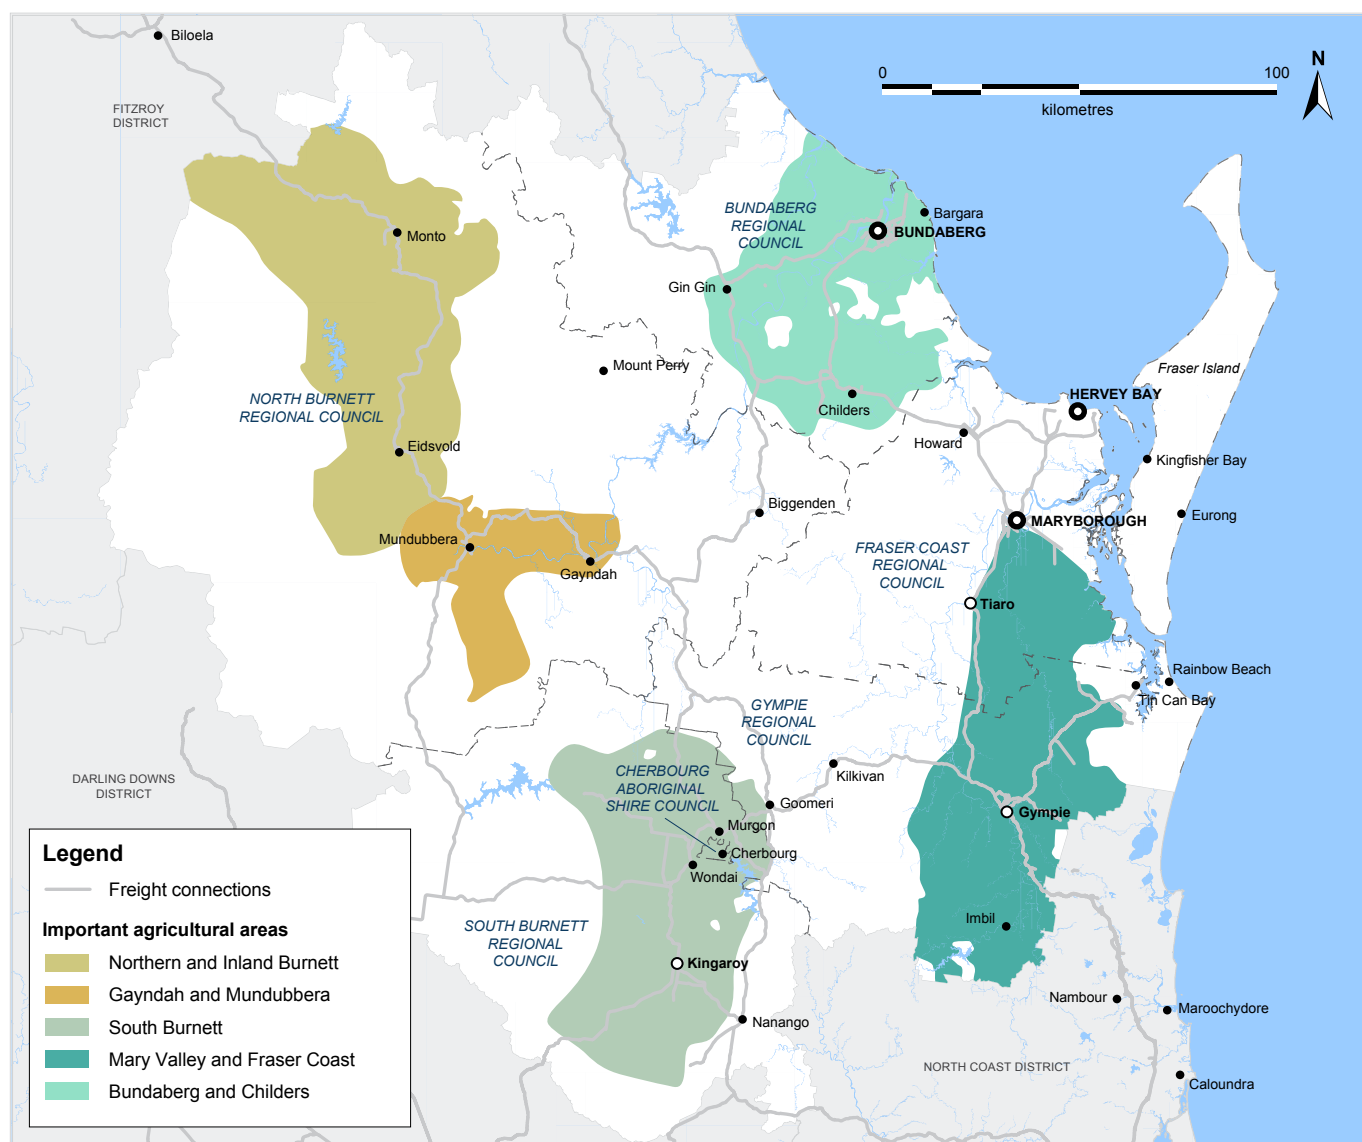 Biloela
FITZROY
DISTRICT
0
100
kilometres
N
BUNDABERG
REGIONAL
COUNCIL
Bargara
BUNDABERG
Monto
Gin Gin
Mount Perry
Fraser Island
NORTH BURNETT
REGIONAL COUNCIL
HERVEY BAY
Childers
Howard
Eidsvold
Kingfisher Bay
Biggenden
MARYBOROUGH
Eurong
Mundubbera
FRASER COAST
REGIONAL
COUNCIL
Gayndah
Tiaro
Rainbow Beach
Tin Can Bay
GYMPIE
REGIONAL
COUNCIL
DARLING DOWNS
DISTRICT
CHERBOURG
ABORIGINAL
SHIRE COUNCIL
Kilkivan
Goomeri
Gympie
Murgon
Cherbourg
Wondai
SOUTH BURNETT
REGIONAL
COUNCIL
Imbil
Kingaroy
Nambour
Maroochydore
Nanango
NORTH COAST DISTRICT
Caloundra
Legend
Freight connections
Important agricultural areas
Northern and Inland Burnett
Gayndah and Mundubbera
South Burnett
Mary Valley and Fraser Coast
Bundaberg and Childers